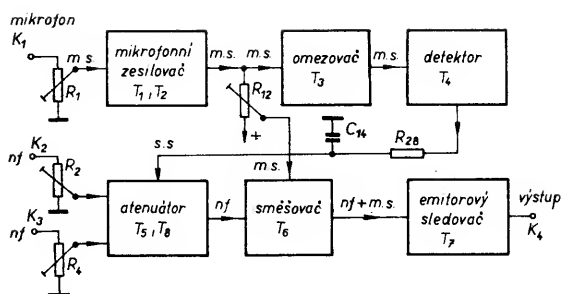 mikrofon
K1
m.s.
R1
mikrofonní
zesilovač
T1, T2
m.s.
m.s.
R12
+
omezovač
T3
m.s.
detektor
T4
C14
R28
s.s
m.s.
K2
nf
R2
K3
nf
R4
atenuátor
T5, T8
nf
směšovač
T6
nf+m.s.
emitorový
sledovač
T7
výstup
K4